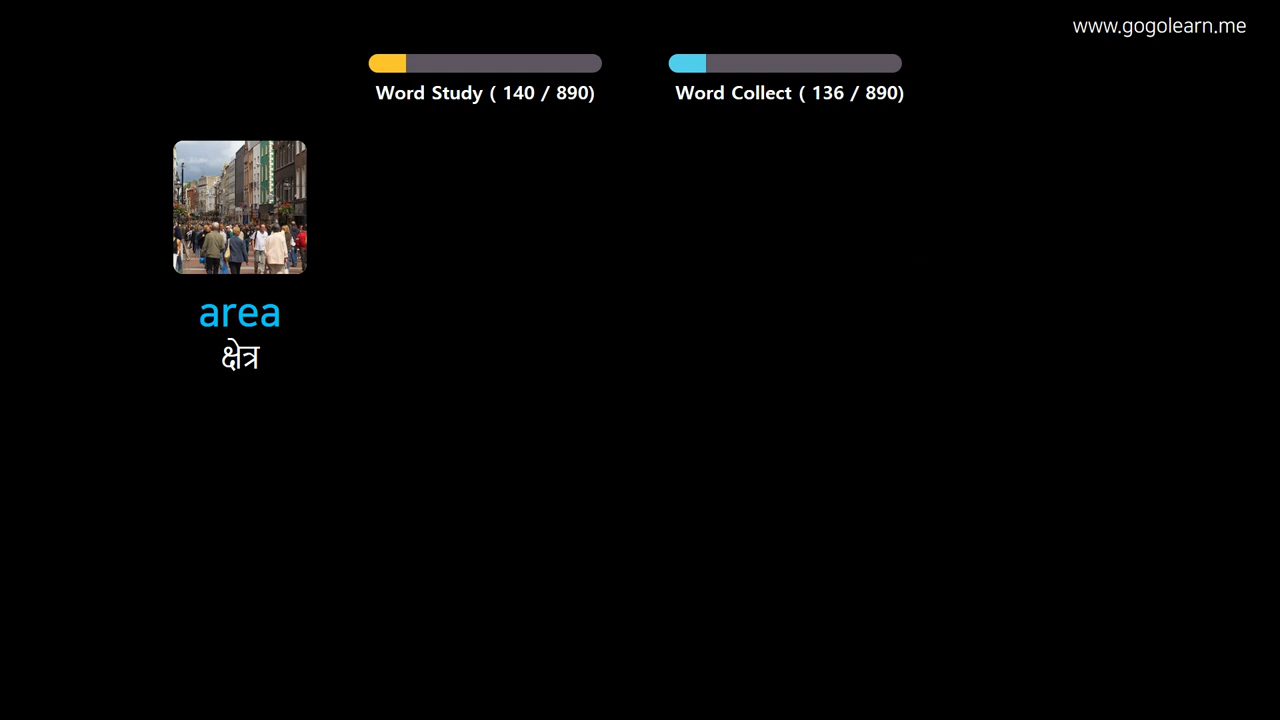 www.gogolearn.me
Word Study ( 140 / 890)
Word Collect ( 136 / 890)
area
क्षेत्र